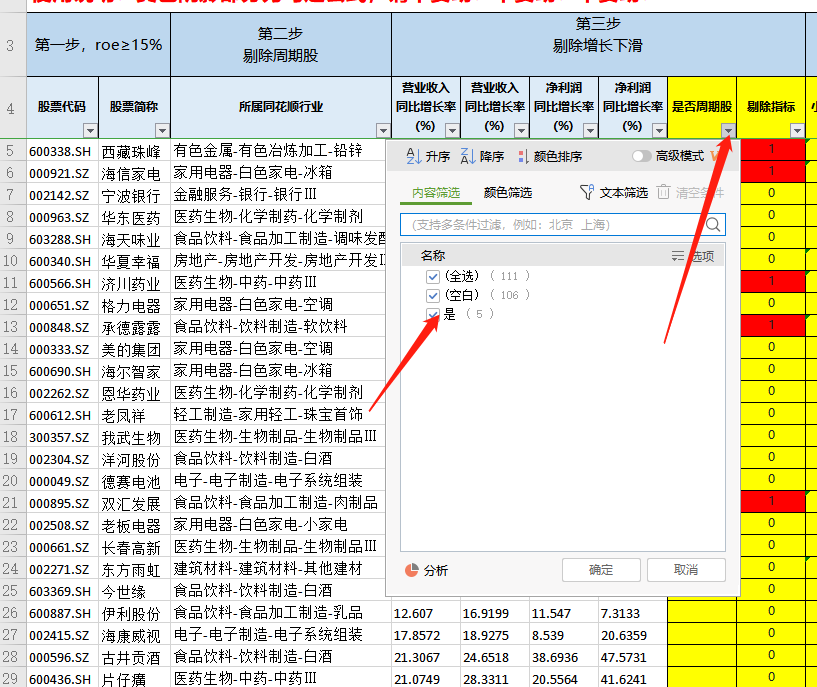 3 第一步，roe≥15% 第二步 剔除周期股 第三步 剔除增长下滑
4 股票代码 股票简称 所属同花顺行业 营业收入同比增长率(%) 营业收入同比增长率(%) 净利润同比增长率(%) 净利润同比增长率(%) 是否周期股 剔除指标
5 600338.SH 西藏珠峰 有色金属-有色冶炼加工-铅锌 1
6 000921.SZ 海信家电 家用电器-白色家电-冰箱 1
7 002142.SZ 宁波银行 金融服务-银行-银行Ⅲ 0
8 000963.SZ 华东医药 医药生物-化学制药-化学制剂 0
9 603288.SH 海天味业 食品饮料-食品加工制造-调味发酵 0
10 600340.SH 华夏幸福 房地产-房地产开发-房地产开发Ⅱ 0
11 600566.SH 济川药业 医药生物-中药-中药Ⅲ 1
12 000651.SZ 格力电器 家用电器-白色家电-空调 0
13 000848.SZ 承德露露 食品饮料-饮料制造-软饮料 1
14 000333.SZ 美的集团 家用电器-白色家电-空调 0
15 600690.SH 海尔智家 家用电器-白色家电-冰箱 0
16 002262.SZ 恩华药业 医药生物-化学制药-化学制剂 0
17 600612.SH 老凤祥 轻工制造-家用轻工-珠宝首饰 0
18 300357.SZ 我武生物 医药生物-生物制品-生物制品Ⅲ 0
19 002304.SZ 洋河股份 食品饮料-饮料制造-白酒 0
20 000049.SZ 德赛电池 电子-电子制造-电子系统组装 0
21 000895.SZ 双汇发展 食品饮料-食品加工制造-肉制品 1
22 002508.SZ 老板电器 家用电器-白色家电-小家电 0
23 000661.SZ 长春高新 医药生物-生物制品-生物制品Ⅲ 0
24 002271.SZ 东方雨虹 建筑材料-建筑材料-其他建材 0
25 603369.SH 今世缘 食品饮料-饮料制造-白酒 0
26 600887.SH 伊利股份 食品饮料-食品加工制造-乳品 12.607 16.9199 11.547 7.3133 0
27 002415.SZ 海康威视 电子-电子制造-电子系统组装 17.8572 18.9275 8.539 20.6359 0
28 000596.SZ 古井贡酒 食品饮料-饮料制造-白酒 21.3067 24.6518 38.6936 47.5731 0
29 600436.SH 片仔癀 医药生物-中药-中药Ⅲ 21.0749 28.3311 20.5564 41.6241 0
升序 降序 颜色排序 高级模式
内容筛选 颜色筛选 文本筛选 清空条件
(支持多条件过滤，例如：北京 上海)
名称 选项
(全选) (111)
(空白) (106)
是 (5)
分析 确定 取消